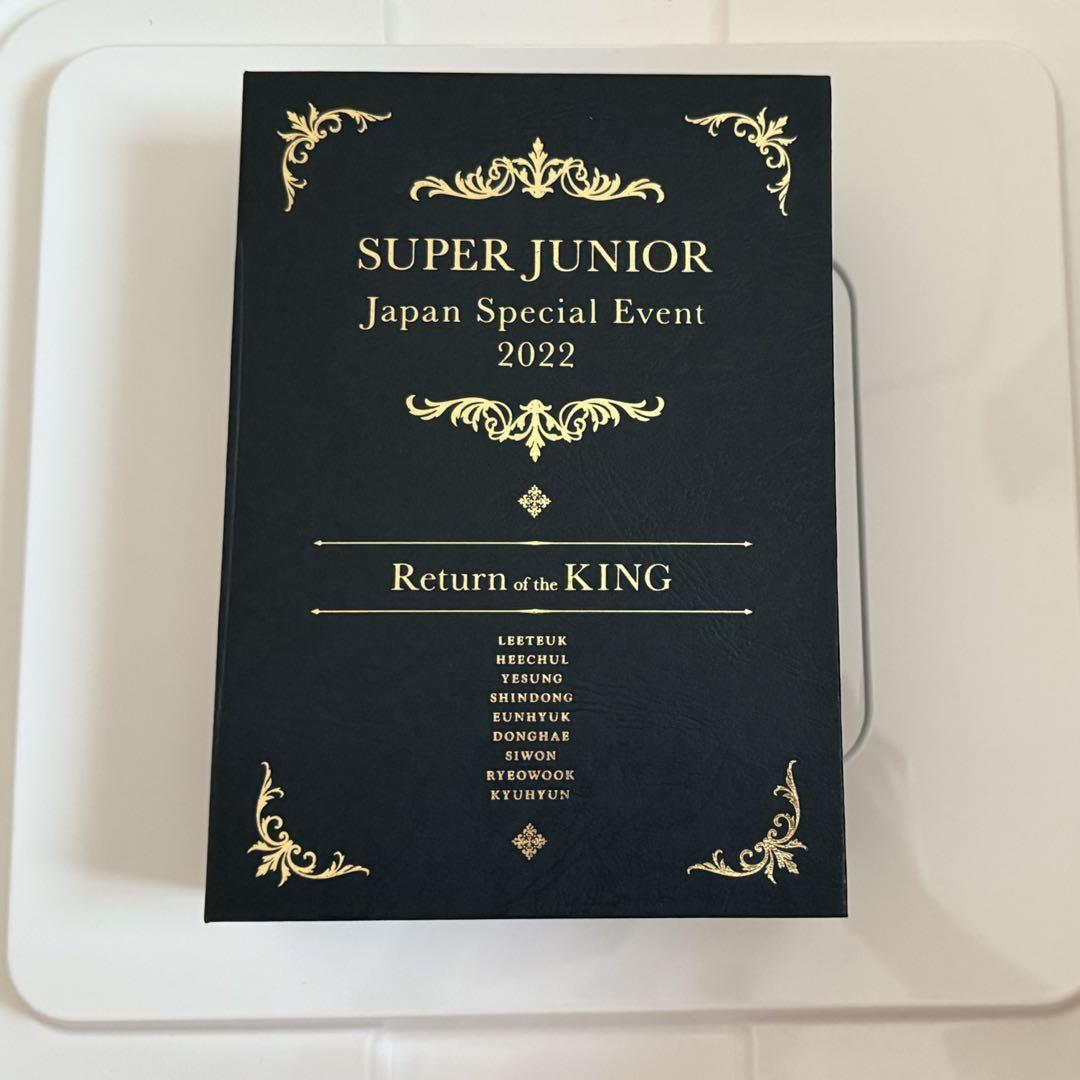 SUPER JUNIOR
Japan Special Event
2022
Return of the KING
LEETEUK
HEECHUL
YESUNG
SHINDONG
EUNHYUK
DONGHAE
SIWON
RYEOWOOK
KYUHYUN